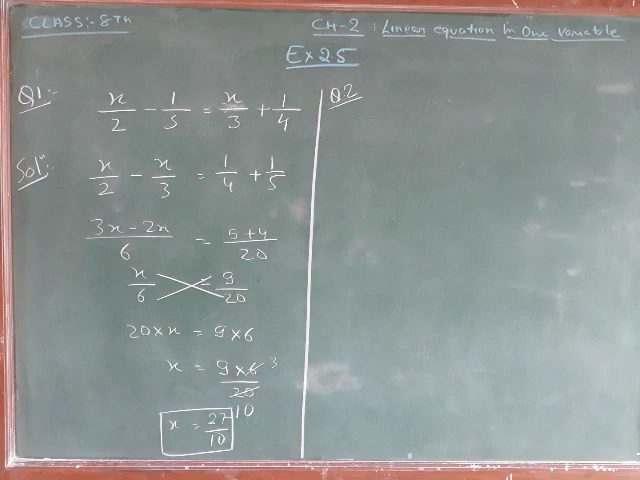 CLASS:- 8Th
CH-2 : Linear equation In One variable
Ex 2.5
Q1:-
x/2 - 1/5 = x/3 + 1/4
Solⁿ:-
x/2 - x/3 = 1/4 + 1/5
3x - 2x/6 = 5+4/20
x/6 = 9/20
20×x = 9×6
x = 9×6 3/20 10
x = 27/10
Q2